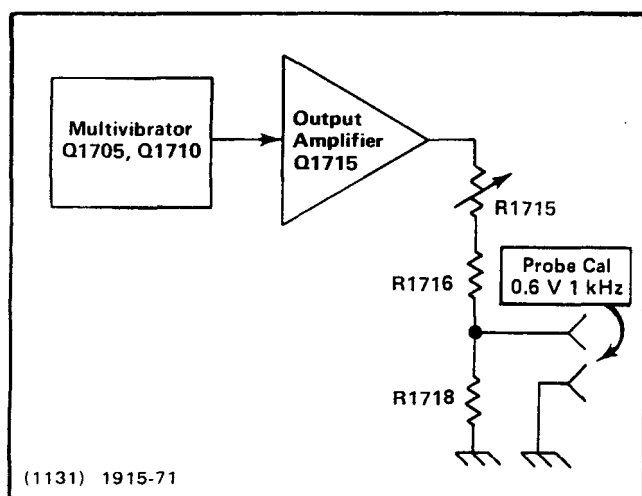 Multivibrator
Q1705, Q1710
Output
Amplifier
Q1715
R1715
R1716
Probe Cal
0.6 V 1 kHz
R1718
(1131) 1915-71